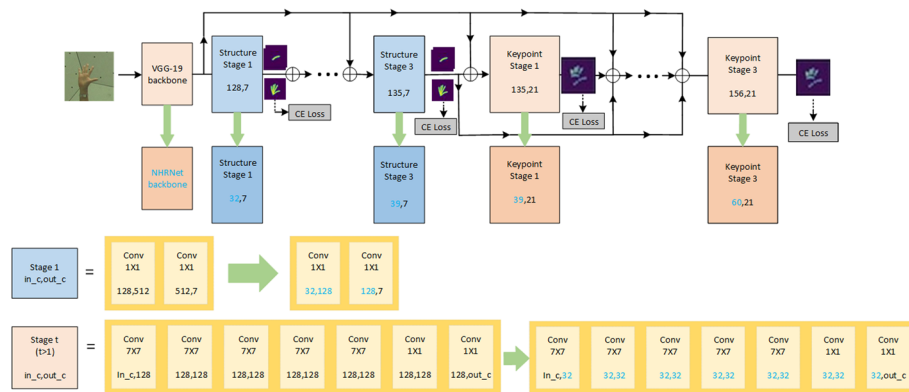 VGG-19
backbone
Structure
Stage 1
128,7
CE Loss
Structure
Stage 3
135,7
CE Loss
Keypoint
Stage 1
135,21
CE Loss
Keypoint
Stage 3
156,21
CE Loss
NHRNet
backbone
Structure
Stage 1
32,7
Structure
Stage 3
39,7
Keypoint
Stage 1
39,21
Keypoint
Stage 3
60,21
Stage 1
in_c,out_c
=
Conv
1X1
128,512
Conv
1X1
512,7
Conv
1X1
32,128
Conv
1X1
128,7
Stage t
(t>1)
in_c,out_c
=
Conv
7X7
In_c,128
Conv
7X7
128,128
Conv
7X7
128,128
Conv
7X7
128,128
Conv
7X7
128,128
Conv
1X1
128,128
Conv
1X1
128,out_c
Conv
7X7
In_c,32
Conv
7X7
32,32
Conv
7X7
32,32
Conv
7X7
32,32
Conv
7X7
32,32
Conv
1X1
32,32
Conv
1X1
32,out_c